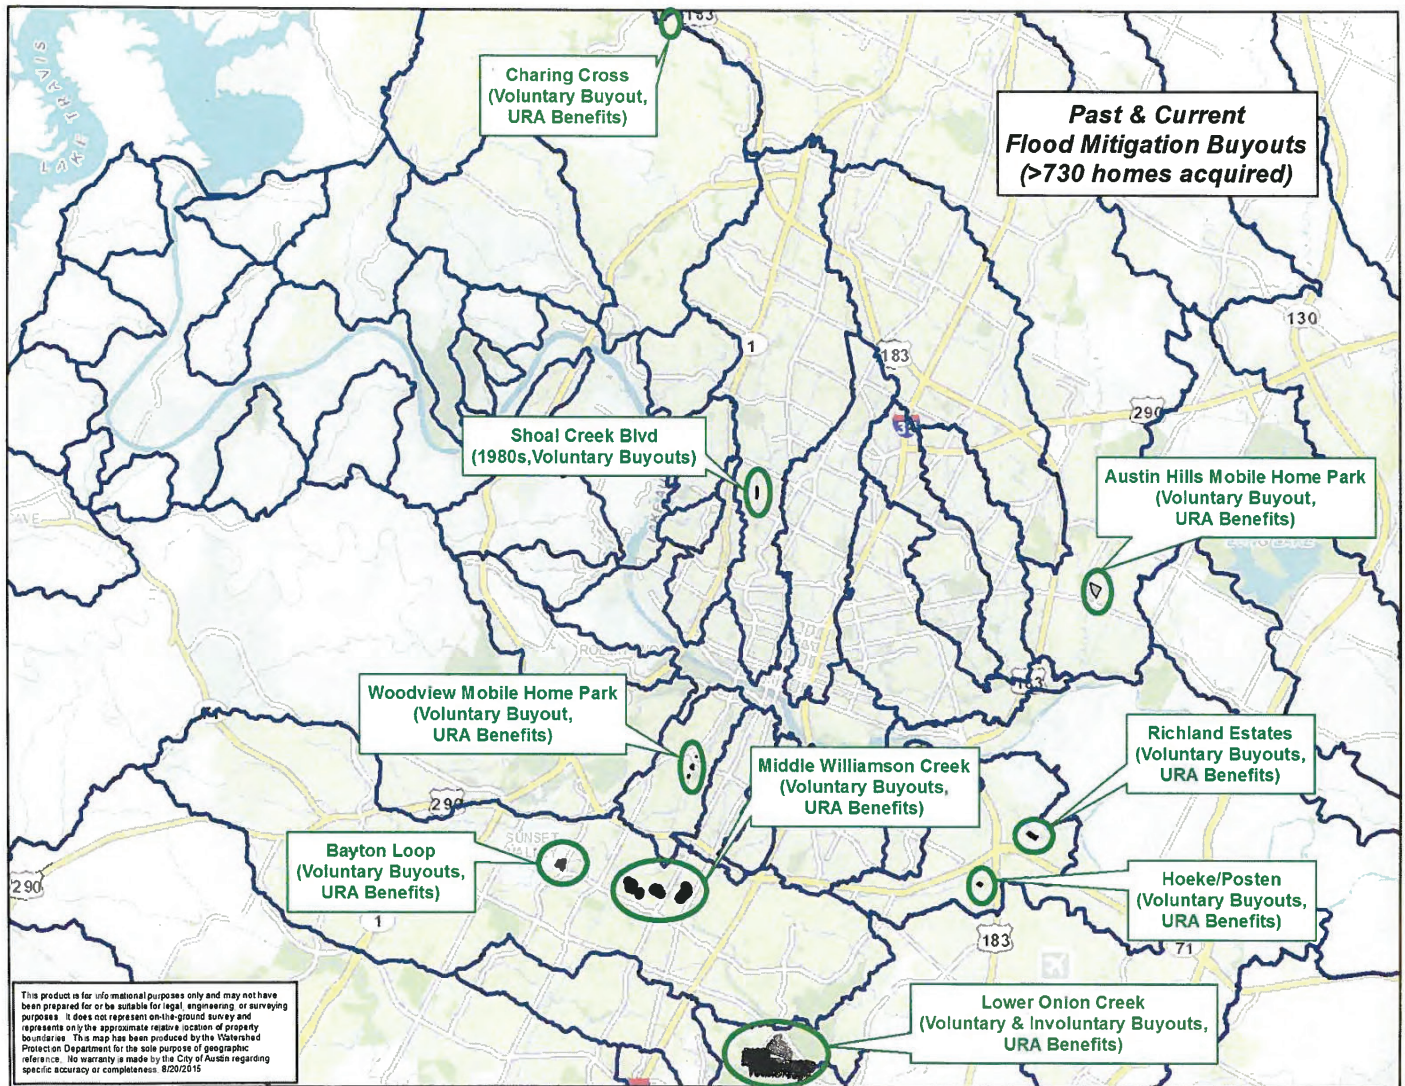 183
Charing Cross
(Voluntary Buyout,
URA Benefits)
Past & Current
Flood Mitigation Buyouts
(>730 homes acquired)
LAKE TRAVIS
130
1
183
290
Shoal Creek Blvd
(1980s,Voluntary Buyouts)
Austin Hills Mobile Home Park
(Voluntary Buyout,
URA Benefits)
Woodview Mobile Home Park
(Voluntary Buyout,
URA Benefits)
Richland Estates
(Voluntary Buyouts,
URA Benefits)
Middle Williamson Creek
(Voluntary Buyouts,
URA Benefits)
290
SUNSET
VALLEY
Bayton Loop
(Voluntary Buyouts,
URA Benefits)
Hoeke/Posten
(Voluntary Buyouts,
URA Benefits)
290
1
183
71
Lower Onion Creek
(Voluntary & Involuntary Buyouts,
URA Benefits)
This product is for informational purposes only and may not have
been prepared for or be suitable for legal, engineering, or surveying
purposes. It does not represent on-the-ground survey and
represents only the approximate relative location of property
boundaries. This map has been produced by the Watershed
Protection Department for the sole purpose of geographic
reference. No warranty is made by the City of Austin regarding
specific accuracy or completeness. 8/20/2015